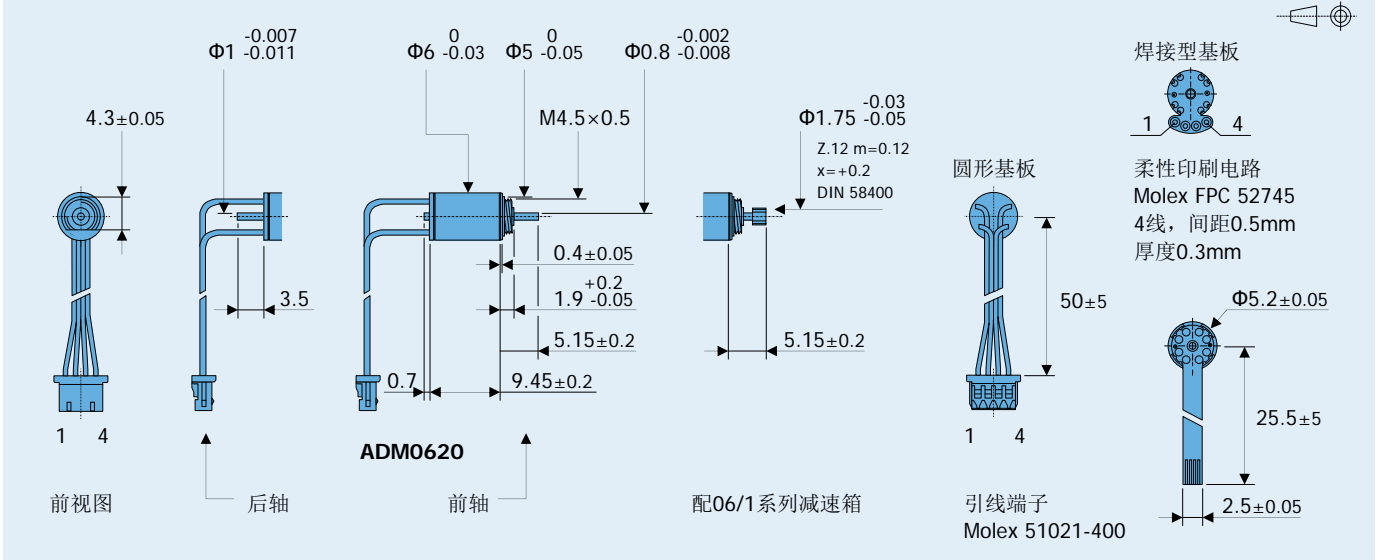 -0.007
Φ1 -0.011
0
Φ6 -0.03
0
Φ5 -0.05
-0.002
Φ0.8 -0.008
4.3±0.05
M4.5×0.5
-0.03
Φ1.75 -0.05
Z.12 m=0.12
x=+0.2
DIN 58400
3.5
0.4±0.05
+0.2
1.9 -0.05
5.15±0.2
0.7
9.45±0.2
5.15±0.2
1 4
ADM0620
前视图
后轴
前轴
配06/1系列减速箱
圆形基板
50±5
1 4
引线端子
Molex 51021-400
焊接型基板
1 4
柔性印刷电路
Molex FPC 52745
4线，间距0.5mm
厚度0.3mm
Φ5.2±0.05
25.5±5
2.5±0.05